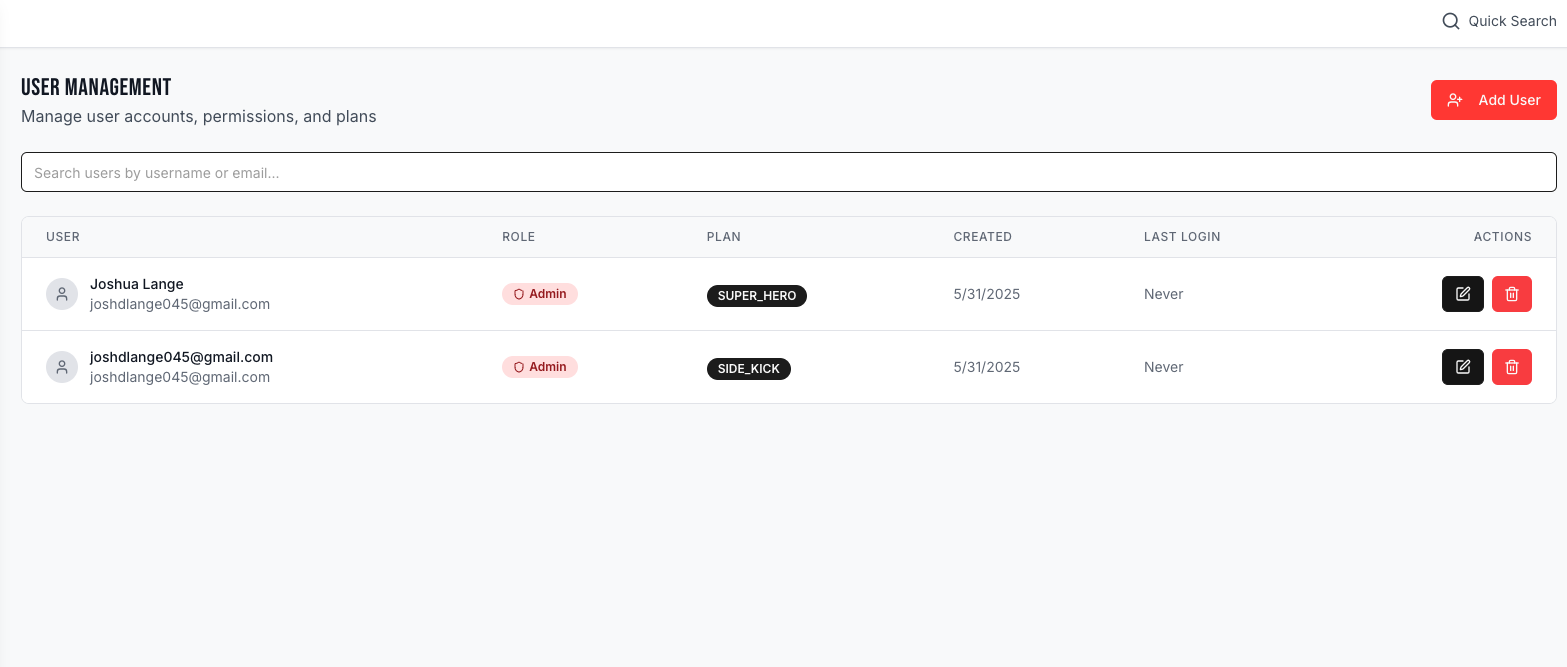 Quick Search
USER MANAGEMENT
Manage user accounts, permissions, and plans
Add User
Search users by username or email...
USER ROLE PLAN CREATED LAST LOGIN ACTIONS
Joshua Lange
joshdlange045@gmail.com
Admin SUPER_HERO 5/31/2025 Never
joshdlange045@gmail.com
joshdlange045@gmail.com
Admin SIDE_KICK 5/31/2025 Never